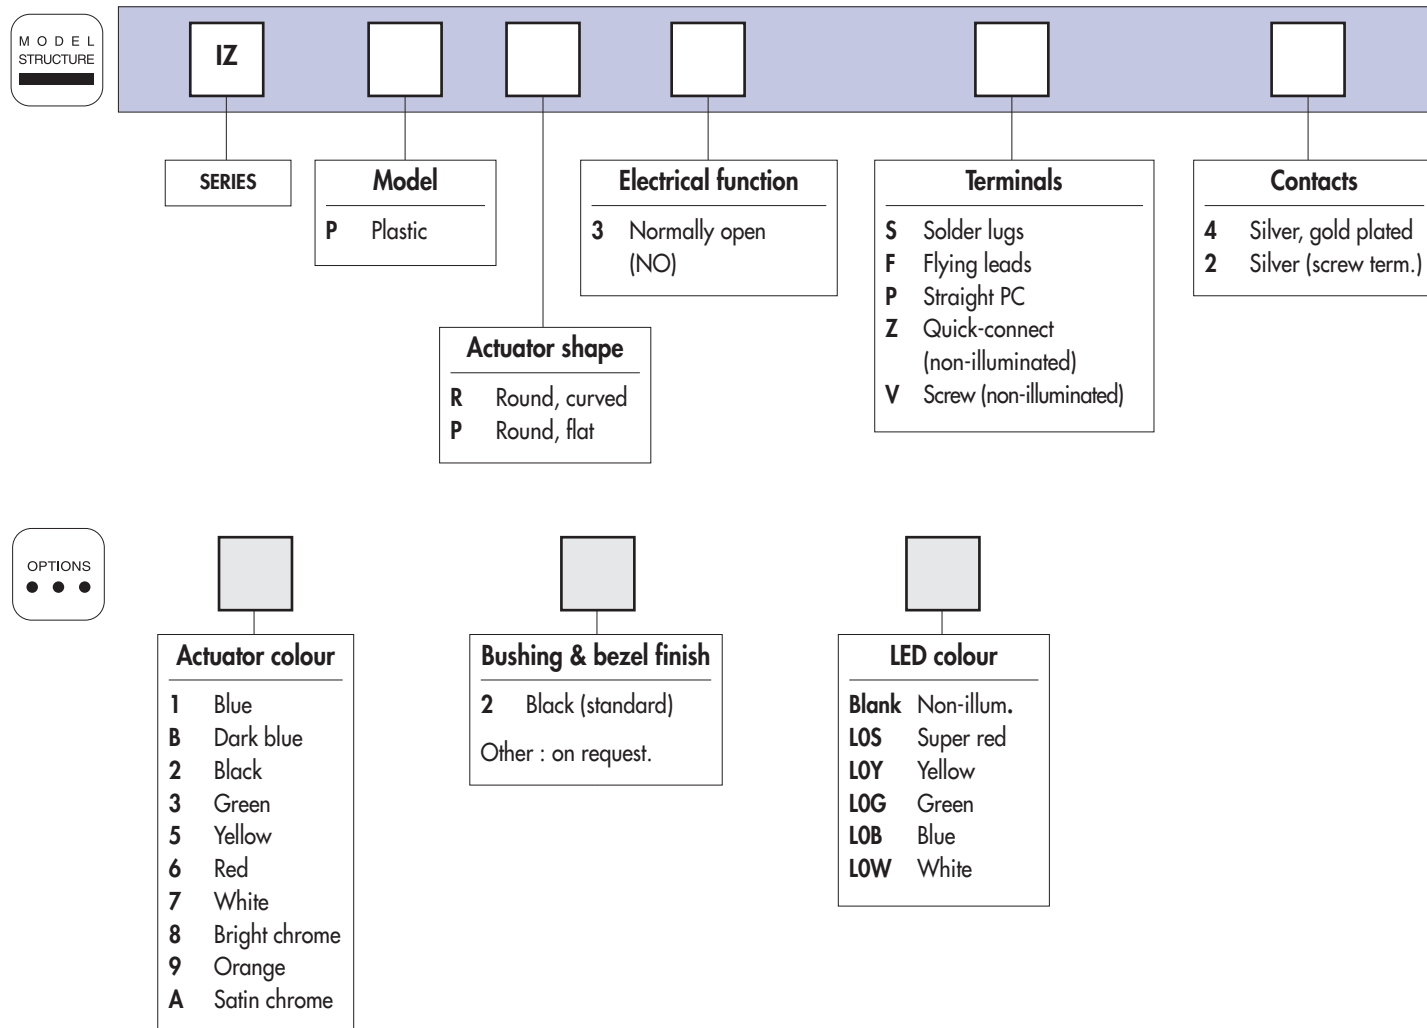 MODEL
STRUCTURE
IZ
SERIES
Model
P Plastic
Actuator shape
R Round, curved
P Round, flat
Electrical function
3 Normally open
(NO)
Terminals
S Solder lugs
F Flying leads
P Straight PC
Z Quick-connect
(non-illuminated)
V Screw (non-illuminated)
Contacts
4 Silver, gold plated
2 Silver (screw term.)
OPTIONS
Actuator colour
1 Blue
B Dark blue
2 Black
3 Green
5 Yellow
6 Red
7 White
8 Bright chrome
9 Orange
A Satin chrome
Bushing & bezel finish
2 Black (standard)
Other : on request.
LED colour
Blank Non-illum.
L0S Super red
L0Y Yellow
L0G Green
L0B Blue
L0W White